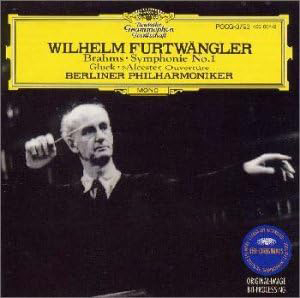 Deutsche
Grammophon
Gesellschaft
WILHELM FURTWÄNGLER
Brahms·Symphonie No.1
Gluck·»Alceste« Ouvertüre
BERLINER PHILHARMONIKER
MONO
ORIGINAL-IMAGE
BIT-PROCESSING